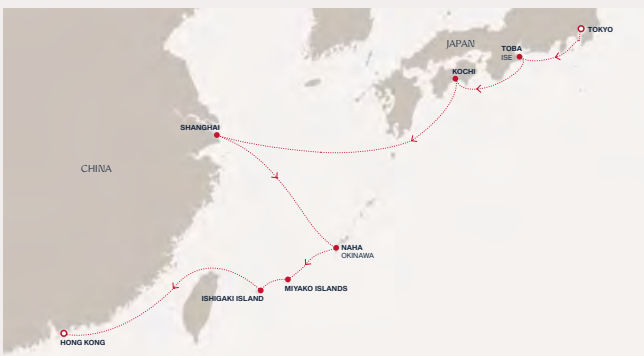 TOKYO
JAPAN
TOBA
ISE
KOCHI
SHANGHAI
CHINA
NAHA
OKINAWA
MIYAKO ISLANDS
ISHIGAKI ISLAND
HONG KONG